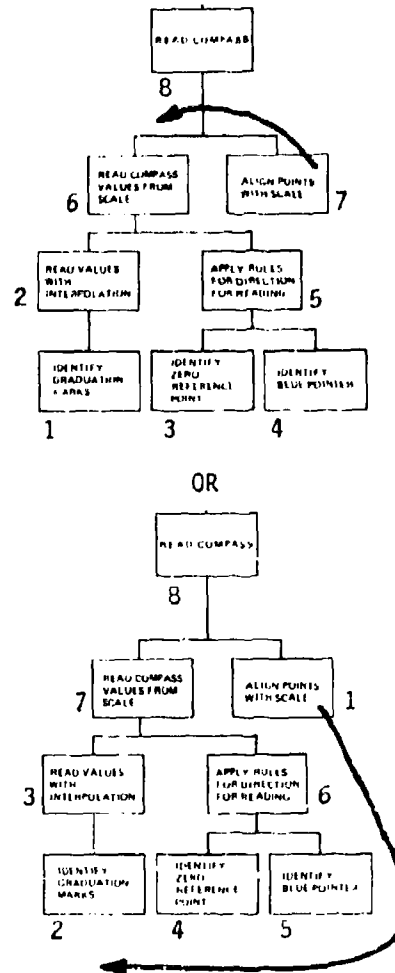 READ COMPASS
8
READ COMPASS
VALUES FROM
SCALE
6
ALIGN POINTS
WITH SCALE
7
READ VALUES
WITH
INTERPOLATION
2
APPLY RULES
FOR DIRECTION
FOR READING
5
IDENTIFY
GRADUATION
MARKS
1
IDENTIFY
ZERO
REFERENCE
POINT
3
IDENTIFY
BLUE POINTER
4
OR
READ COMPASS
8
READ COMPASS
VALUES FROM
SCALE
7
ALIGN POINTS
WITH SCALE
1
READ VALUES
WITH
INTERPOLATION
3
APPLY RULES
FOR DIRECTION
FOR READING
6
IDENTIFY
GRADUATION
MARKS
2
IDENTIFY
ZERO
REFERENCE
POINT
4
IDENTIFY
BLUE POINTER
5